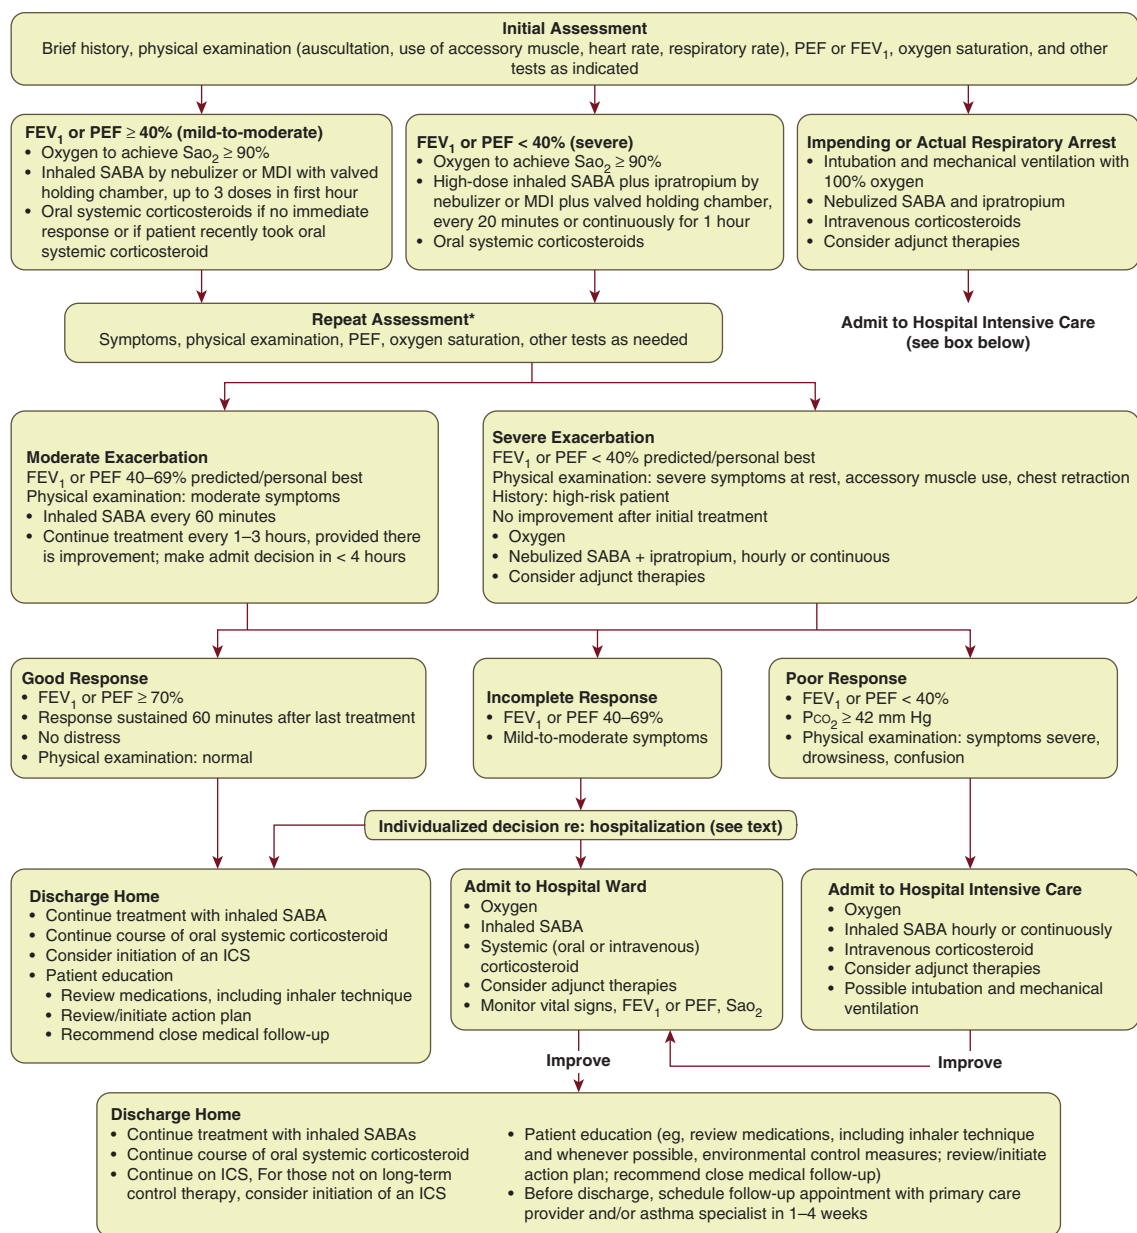 Initial Assessment
Brief history, physical examination (auscultation, use of accessory muscle, heart rate, respiratory rate), PEF or FEV₁, oxygen saturation, and other
tests as indicated
FEV₁ or PEF ≥ 40% (mild-to-moderate)
• Oxygen to achieve Sao₂ ≥ 90%
• Inhaled SABA by nebulizer or MDI with valved
holding chamber, up to 3 doses in first hour
• Oral systemic corticosteroids if no immediate
response or if patient recently took oral
systemic corticosteroid
FEV₁ or PEF < 40% (severe)
• Oxygen to achieve Sao₂ ≥ 90%
• High-dose inhaled SABA plus ipratropium by
nebulizer or MDI plus valved holding chamber,
every 20 minutes or continuously for 1 hour
• Oral systemic corticosteroids
Impending or Actual Respiratory Arrest
• Intubation and mechanical ventilation with
100% oxygen
• Nebulized SABA and ipratropium
• Intravenous corticosteroids
• Consider adjunct therapies
Repeat Assessment*
Symptoms, physical examination, PEF, oxygen saturation, other tests as needed
Admit to Hospital Intensive Care
(see box below)
Moderate Exacerbation
FEV₁ or PEF 40–69% predicted/personal best
Physical examination: moderate symptoms
• Inhaled SABA every 60 minutes
• Continue treatment every 1–3 hours, provided there
is improvement; make admit decision in < 4 hours
Severe Exacerbation
FEV₁ or PEF < 40% predicted/personal best
Physical examination: severe symptoms at rest, accessory muscle use, chest retraction
History: high-risk patient
No improvement after initial treatment
• Oxygen
• Nebulized SABA + ipratropium, hourly or continuous
• Consider adjunct therapies
Good Response
• FEV₁ or PEF ≥ 70%
• Response sustained 60 minutes after last treatment
• No distress
• Physical examination: normal
Incomplete Response
• FEV₁ or PEF 40–69%
• Mild-to-moderate symptoms
Poor Response
• FEV₁ or PEF < 40%
• Pco₂ ≥ 42 mm Hg
• Physical examination: symptoms severe,
drowsiness, confusion
Individualized decision re: hospitalization (see text)
Discharge Home
• Continue treatment with inhaled SABA
• Continue course of oral systemic corticosteroid
• Consider initiation of an ICS
• Patient education
• Review medications, including inhaler technique
• Review/initiate action plan
• Recommend close medical follow-up
Admit to Hospital Ward
• Oxygen
• Inhaled SABA
• Systemic (oral or intravenous)
corticosteroid
• Consider adjunct therapies
• Monitor vital signs, FEV₁ or PEF, Sao₂
Admit to Hospital Intensive Care
• Oxygen
• Inhaled SABA hourly or continuously
• Intravenous corticosteroid
• Consider adjunct therapies
• Possible intubation and mechanical
ventilation
Improve
Improve
Discharge Home
• Continue treatment with inhaled SABAs
• Continue course of oral systemic corticosteroid
• Continue on ICS, For those not on long-term
control therapy, consider initiation of an ICS
• Patient education (eg, review medications, including inhaler technique
and whenever possible, environmental control measures; review/initiate
action plan; recommend close medical follow-up)
• Before discharge, schedule follow-up appointment with primary care
provider and/or asthma specialist in 1–4 weeks